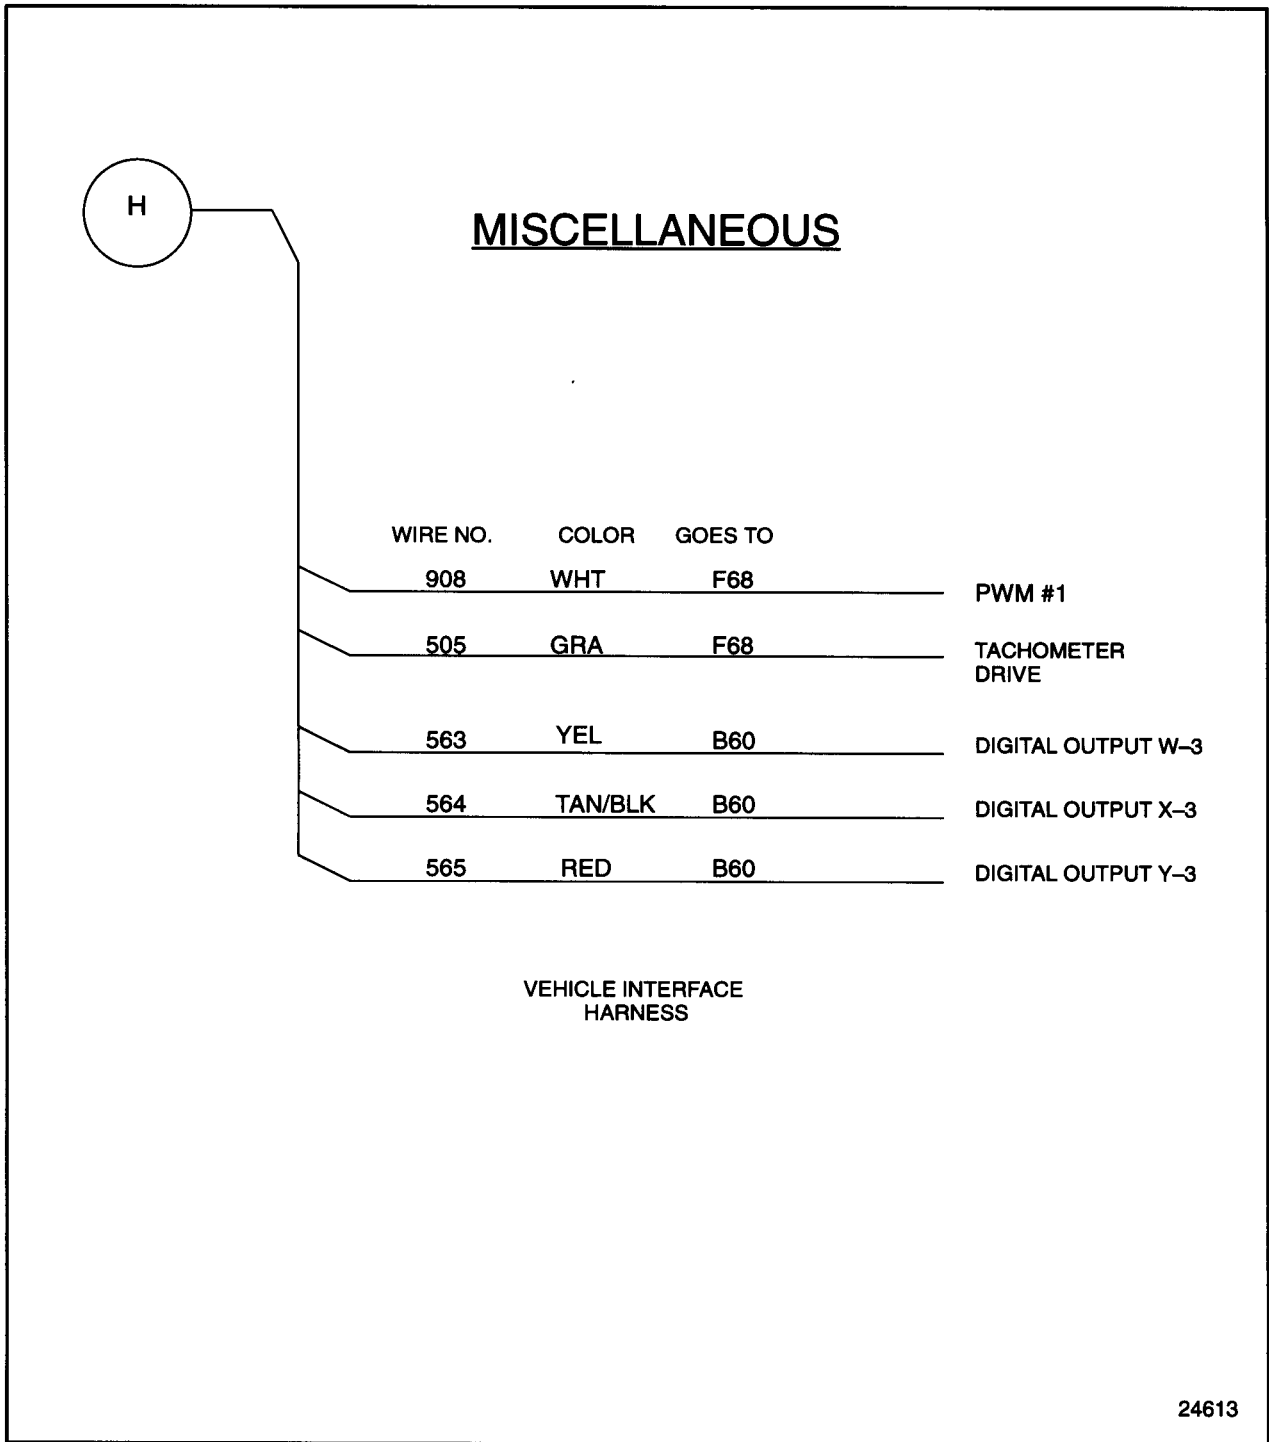 H
MISCELLANEOUS
WIRE NO. COLOR GOES TO
908 WHT F68 PWM #1
505 GRA F68 TACHOMETER
DRIVE
563 YEL B60 DIGITAL OUTPUT W–3
564 TAN/BLK B60 DIGITAL OUTPUT X–3
565 RED B60 DIGITAL OUTPUT Y–3
VEHICLE INTERFACE
HARNESS
24613